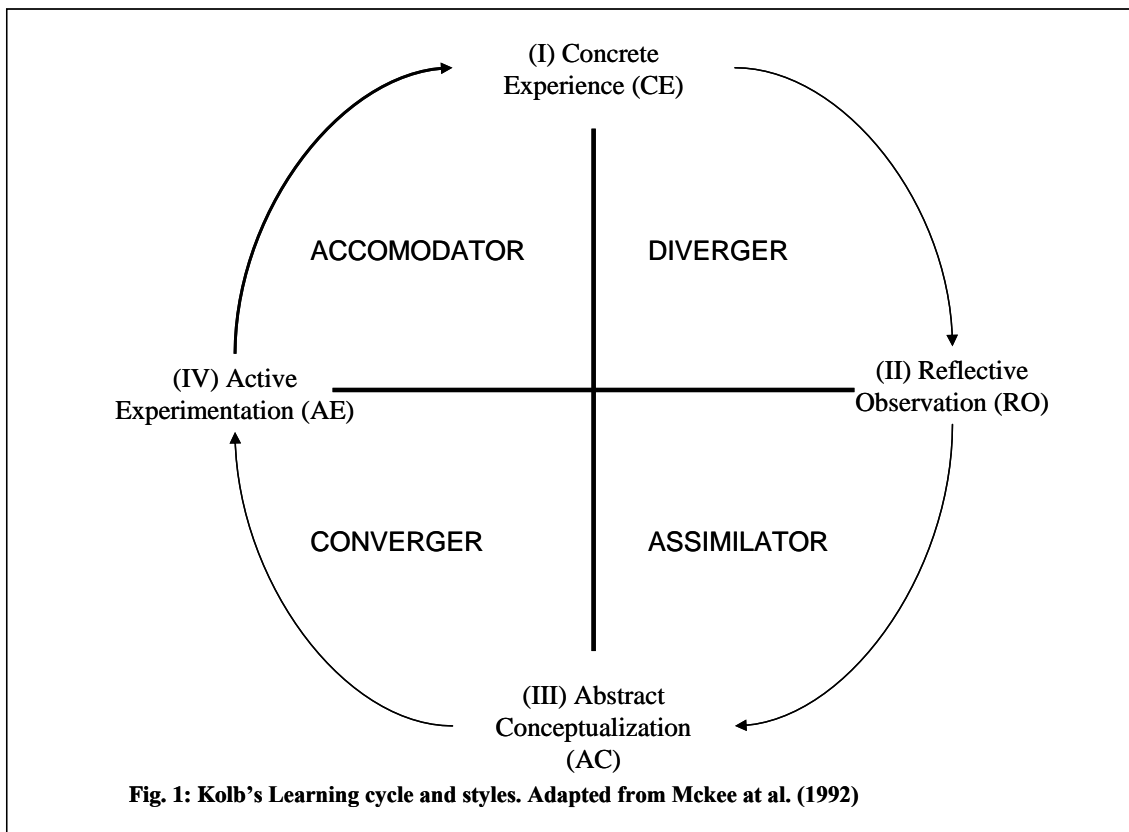 (I) Concrete
Experience (CE)
ACCOMODATOR
DIVERGER
(IV) Active
Experimentation (AE)
(II) Reflective
Observation (RO)
CONVERGER
ASSIMILATOR
(III) Abstract
Conceptualization
(AC)
Fig. 1: Kolb's Learning cycle and styles. Adapted from Mckee at al. (1992)